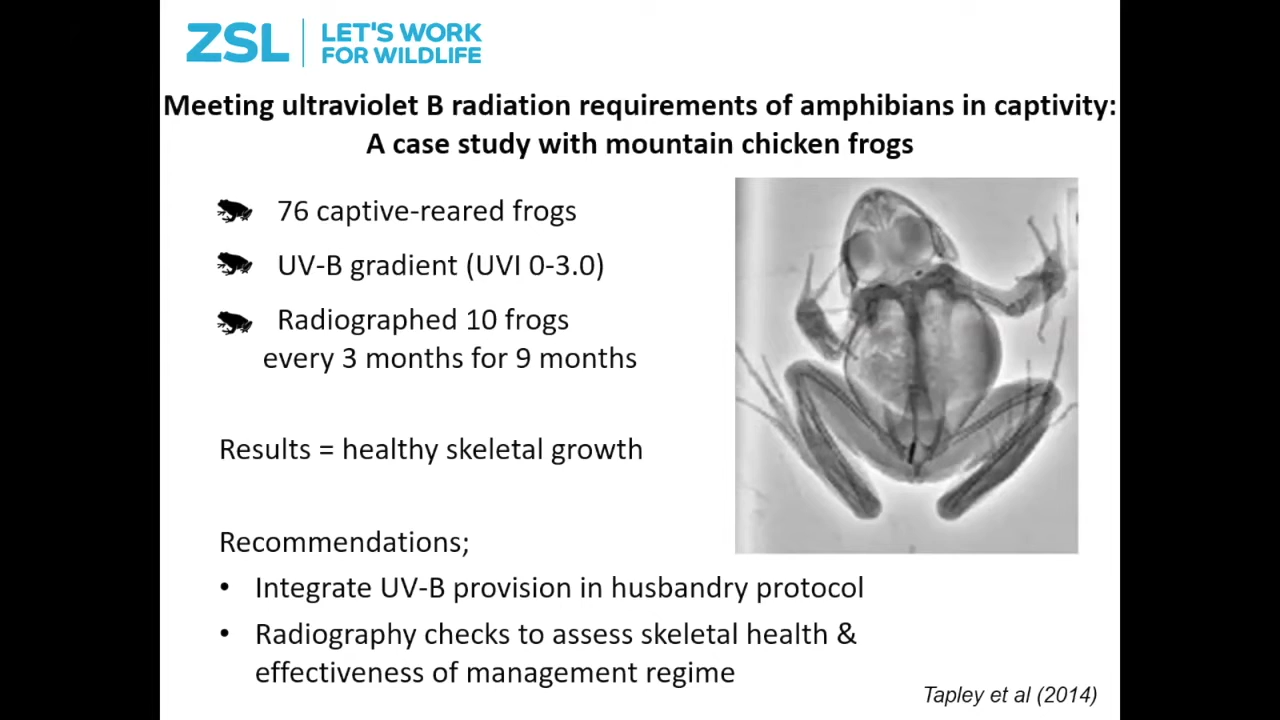 ZSL
LET'S WORK
FOR WILDLIFE
Meeting ultraviolet B radiation requirements of amphibians in captivity:
A case study with mountain chicken frogs
76 captive-reared frogs
UV-B gradient (UVI 0-3.0)
Radiographed 10 frogs
every 3 months for 9 months
Results = healthy skeletal growth
Recommendations;
• Integrate UV-B provision in husbandry protocol
• Radiography checks to assess skeletal health &
effectiveness of management regime
Tapley et al (2014)